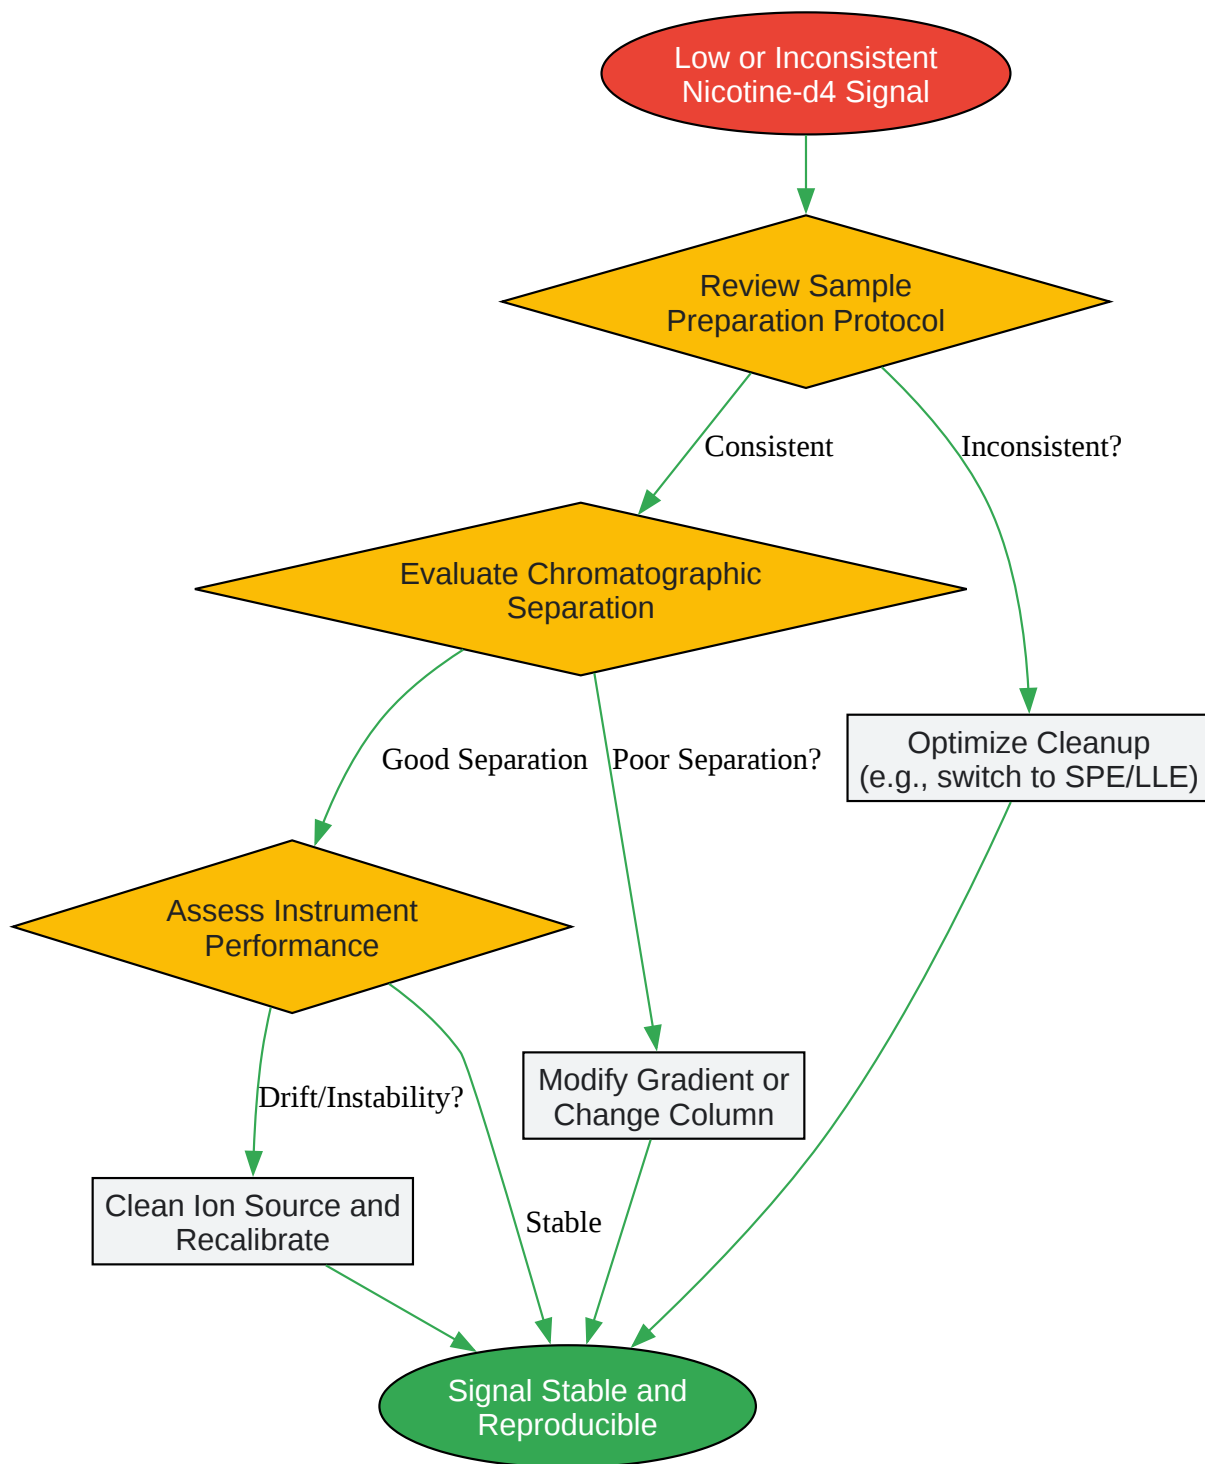 Low or Inconsistent
Nicotine-d4 Signal
Review Sample
Preparation Protocol
Consistent
Inconsistent?
Evaluate Chromatographic
Separation
Optimize Cleanup
(e.g., switch to SPE/LLE)
Good Separation
Poor Separation?
Assess Instrument
Performance
Modify Gradient or
Change Column
Drift/Instability?
Clean Ion Source and
Recalibrate
Stable
Signal Stable and
Reproducible